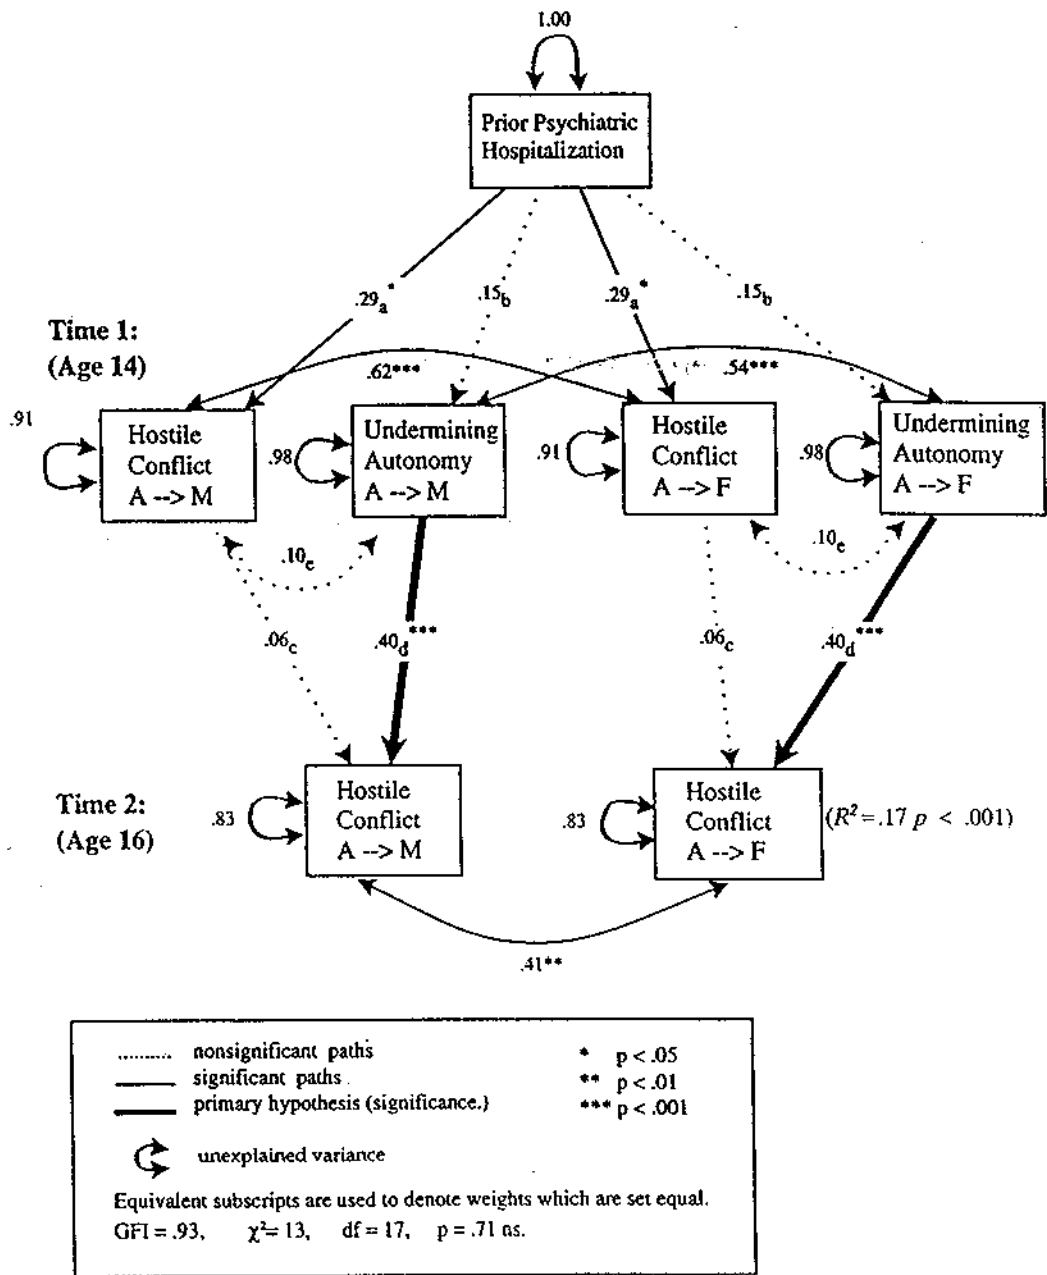 1.00
Prior Psychiatric
Hospitalization
.29a*
.15b
.29a*
.15b
Time 1:
(Age 14)
.62***
.54***
.91
Hostile
Conflict
A --> M
.98
Undermining
Autonomy
A --> M
.91
Hostile
Conflict
A --> F
.98
Undermining
Autonomy
A --> F
.10e
.10e
.06c
.40d***
.06c
.40d***
Time 2:
(Age 16)
.83
Hostile
Conflict
A --> M
.83
Hostile
Conflict
A --> F
(R²=.17 p < .001)
.41**
nonsignificant paths
* p < .05
significant paths
** p < .01
primary hypothesis (significance.)
*** p < .001
unexplained variance
Equivalent subscripts are used to denote weights which are set equal.
GFI = .93, χ²= 13, df = 17, p = .71 ns.